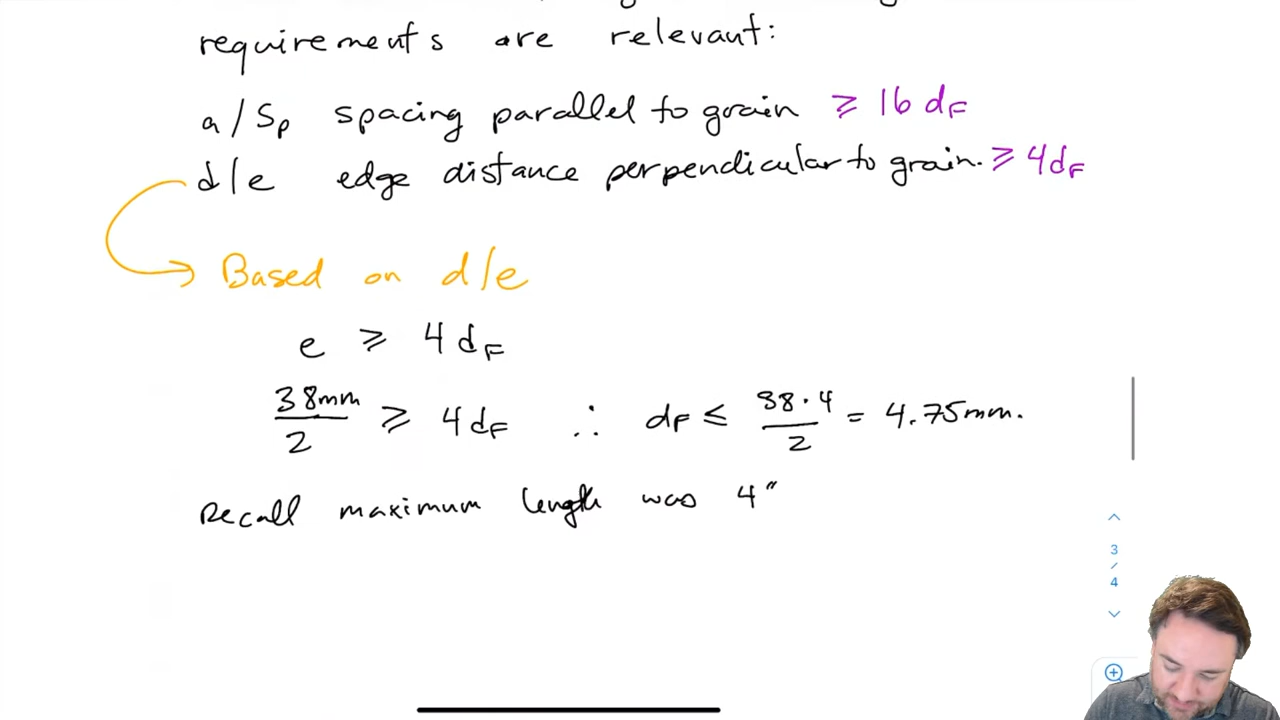 requirements are relevant:
a/Sp spacing parallel to grain ≥ 16 dF
d/e edge distance perpendicular to grain. ≥ 4dF
Based on d/e
e ≥ 4 dF
38mm/2 ≥ 4 dF ∴ dF ≤ 38·4/2 = 4.75mm.
Recall maximum length was 4"
3
/
4